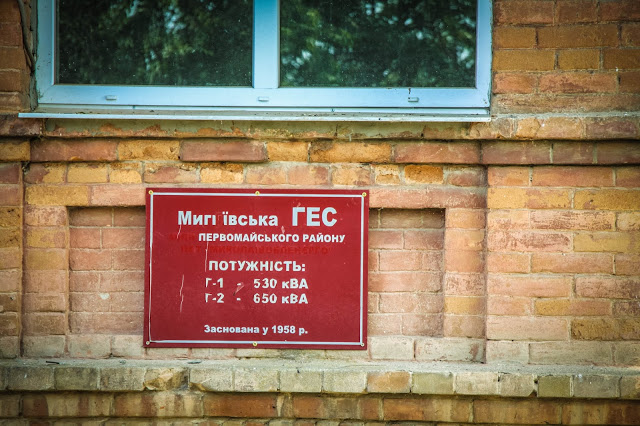 Мигіївська ГЕС
ПЕРВОМАЙСЬКОГО РАЙОНУ
ПОТУЖНІСТЬ:
Г-1 - 530 кВА
Г-2 - 650 кВА
Заснована у 1958 р.